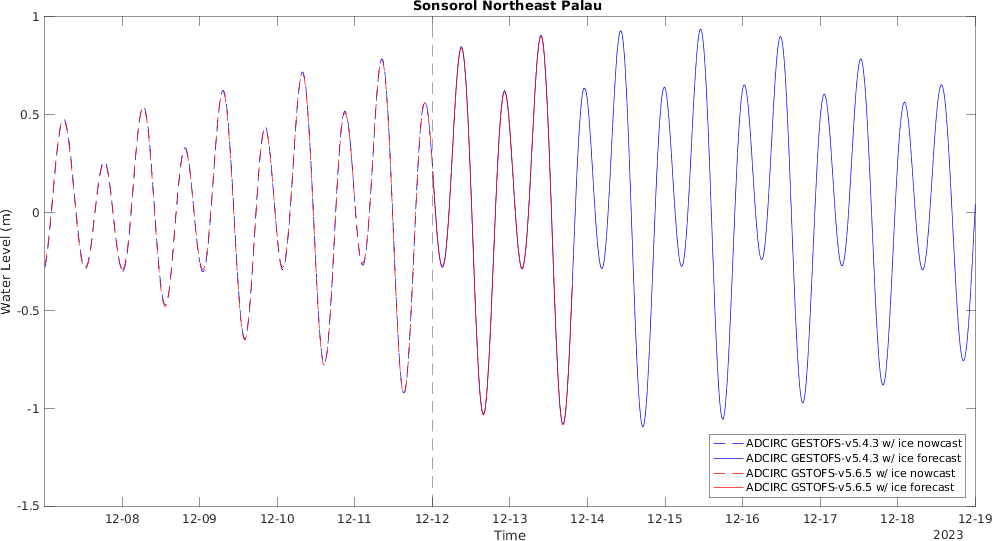 Sonsorol Northeast Palau
1
0.5
0
-0.5
-1
-1.5
Water Level (m)
ADCIRC GESTOFS-v5.4.3 w/ ice nowcast
ADCIRC GESTOFS-v5.4.3 w/ ice forecast
ADCIRC GSTOFS-v5.6.5 w/ ice nowcast
ADCIRC GSTOFS-v5.6.5 w/ ice forecast
12-08 12-09 12-10 12-11 12-12 12-13 12-14 12-15 12-16 12-17 12-18 12-19
Time
2023